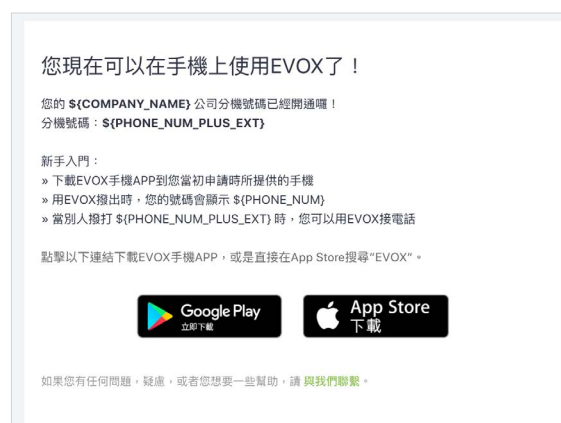 您現在可以在手機上使用EVOX了！
您的 ${COMPANY_NAME} 公司分機號碼已經開通囉！
分機號碼：${PHONE_NUM_PLUS_EXT}
新手入門：
» 下載EVOX手機APP到您當初申請時所提供的手機
» 用EVOX撥出時，您的號碼會顯示 ${PHONE_NUM}
» 當別人撥打 ${PHONE_NUM_PLUS_EXT} 時，您可以用EVOX接電話
點擊以下連結下載EVOX手機APP，或是直接在App Store搜尋“EVOX“。
Google Play
立即下載
App Store
下載
如果您有任何問題，疑慮，或者您想要一些幫助，請 與我們聯繫。